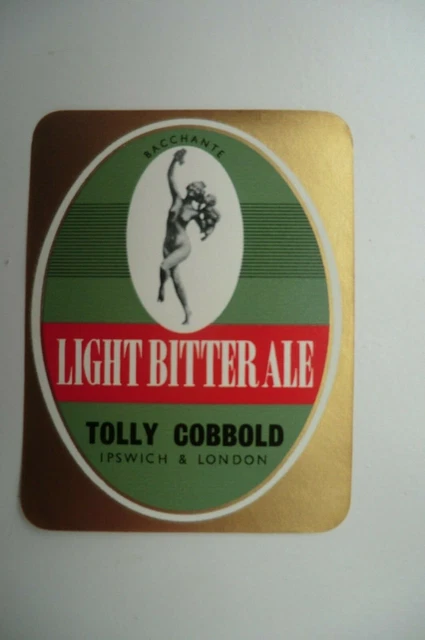 BACCHANTE
LIGHT BITTER ALE
TOLLY COBBOLD
IPSWICH & LONDON